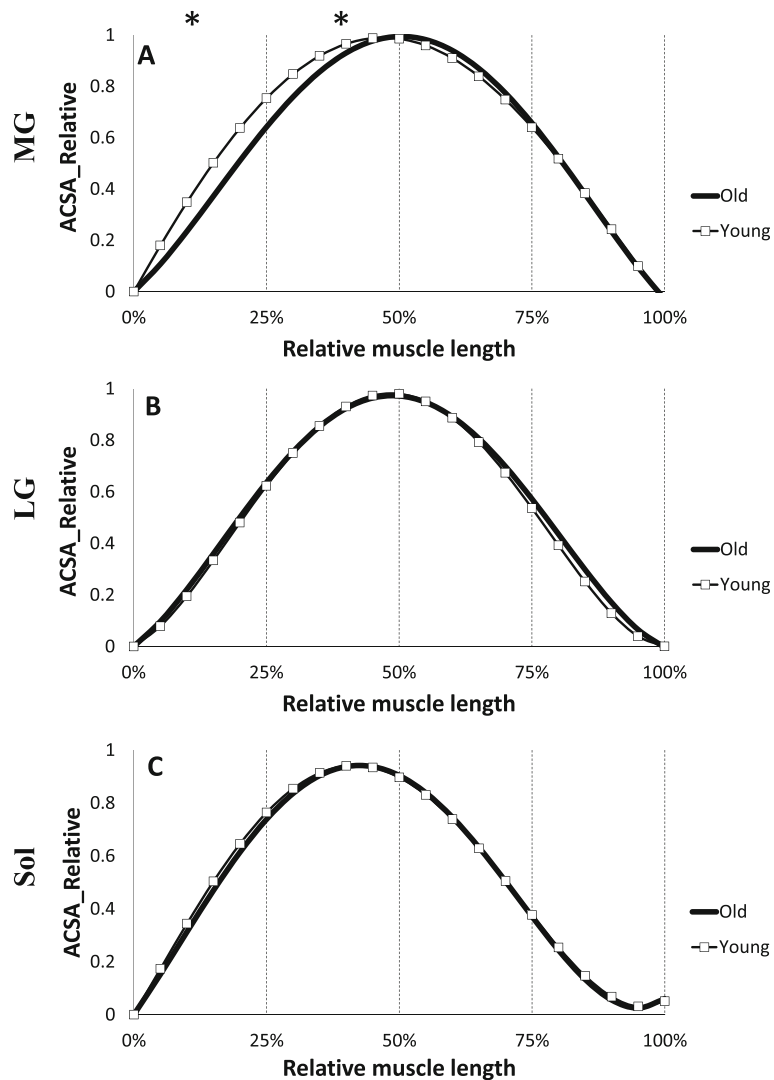 * *
MG
A
ACSA_Relative
1
0.8
0.6
0.4
0.2
0
0% 25% 50% 75% 100%
Relative muscle length
Old
Young
LG
B
ACSA_Relative
1
0.8
0.6
0.4
0.2
0
0% 25% 50% 75% 100%
Relative muscle length
Old
Young
Sol
C
ACSA_Relative
1
0.8
0.6
0.4
0.2
0
0% 25% 50% 75% 100%
Relative muscle length
Old
Young